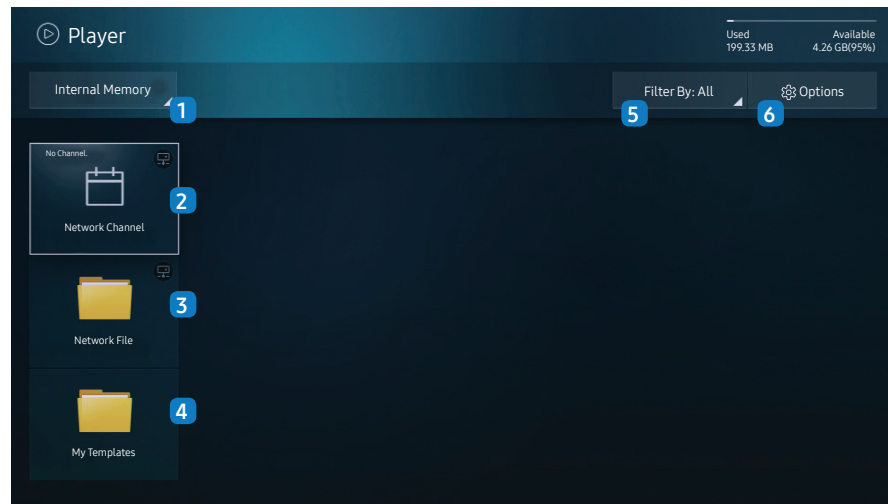 Player
Used Available
199.33 MB 4.26 GB(95%)
Internal Memory
1
Filter By: All
5
Options
6
No Channel.
2
Network Channel
3
Network File
4
My Templates